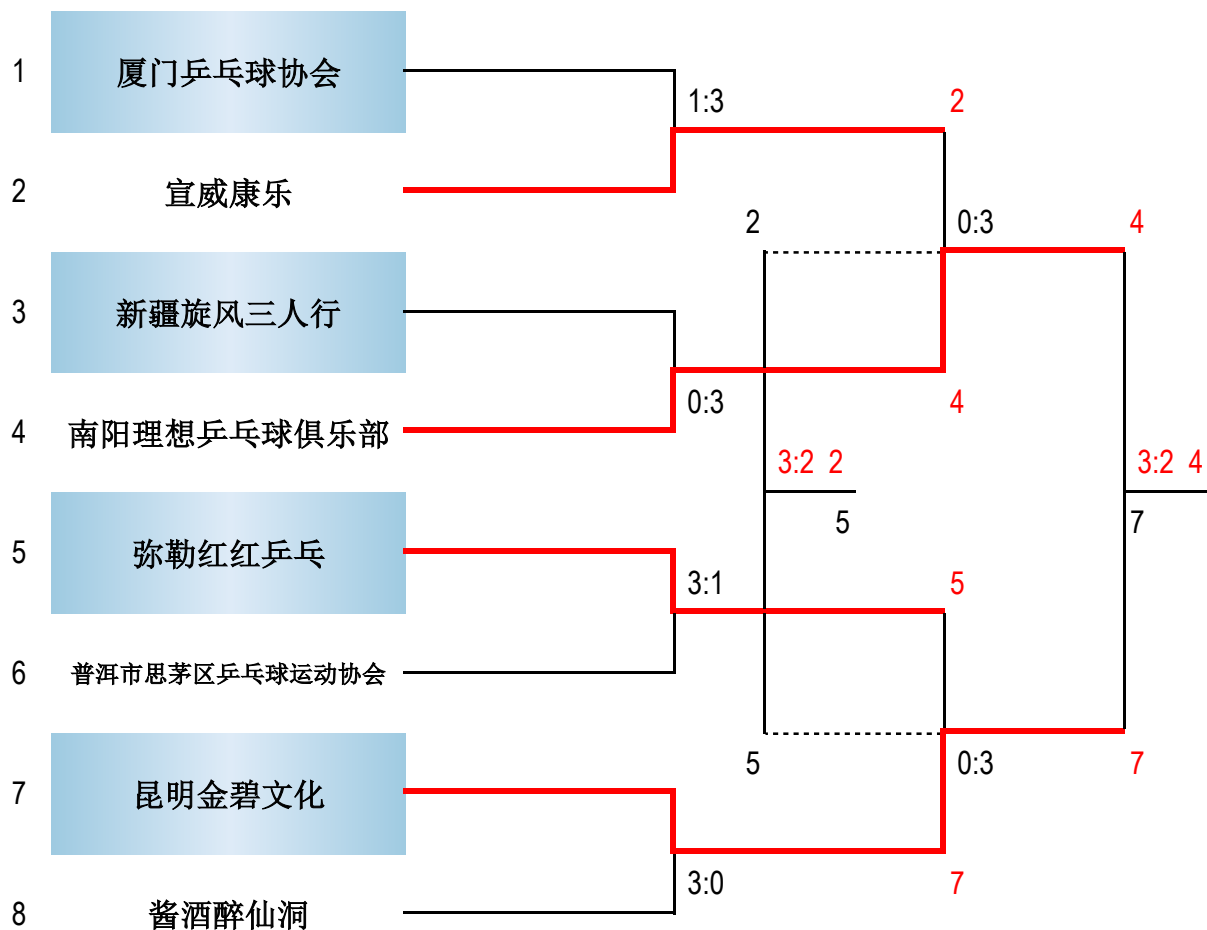 1 厦门乒乓球协会
1:3 2
2 宣威康乐
2 0:3 4
3 新疆旋风三人行
0:3 4
4 南阳理想乒乓球俱乐部
3:2 2 3:2 4
5 7
5 弥勒红红乒乓
3:1 5
6 普洱市思茅区乒乓球运动协会
5 0:3 7
7 昆明金碧文化
3:0 7
8 酱酒醉仙洞